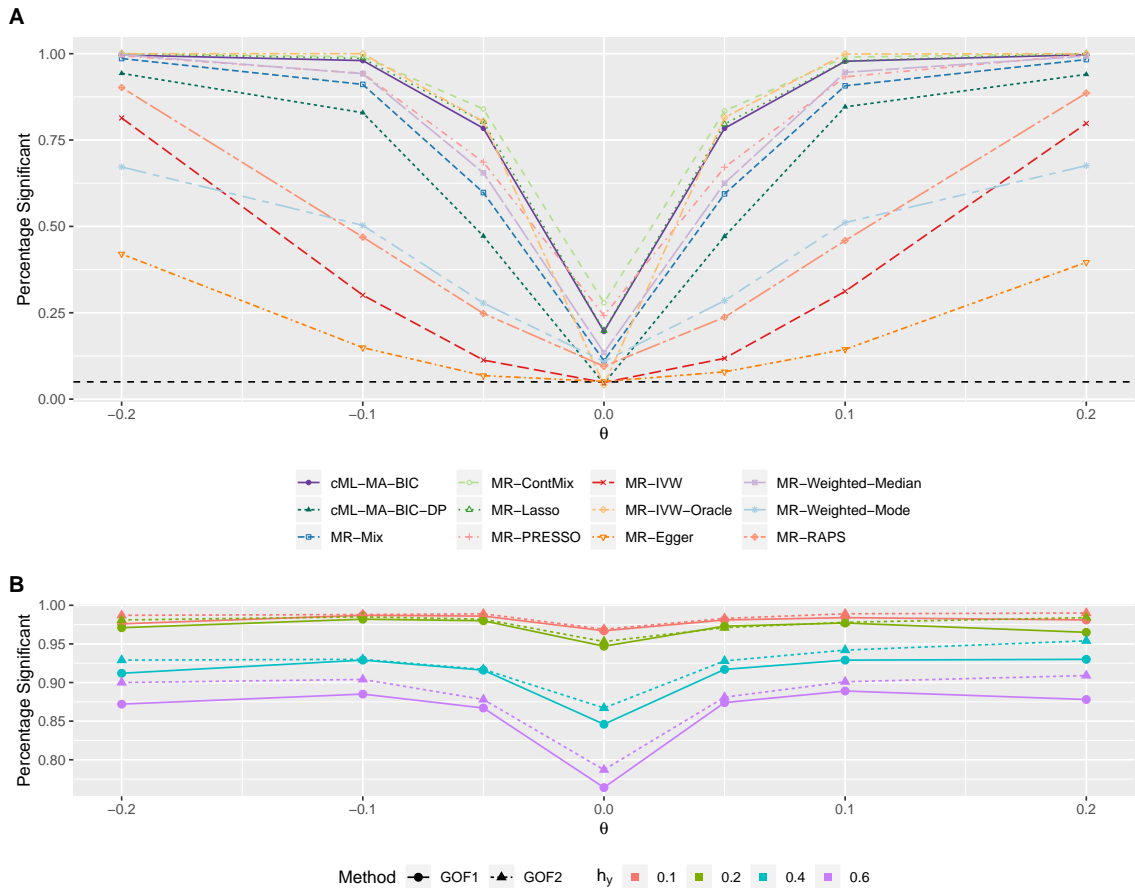 A
Percentage Significant
1.00
0.75
0.50
0.25
0.00
−0.2 −0.1 0.0 0.1 0.2
θ
cML−MA−BIC MR−ContMix MR−IVW MR−Weighted−Median
cML−MA−BIC−DP MR−Lasso MR−IVW−Oracle MR−Weighted−Mode
MR−Mix MR−PRESSO MR−Egger MR−RAPS
B
Percentage Significant
1.00
0.95
0.90
0.85
0.80
−0.2 −0.1 0.0 0.1 0.2
θ
Method GOF1 GOF2 hy 0.1 0.2 0.4 0.6